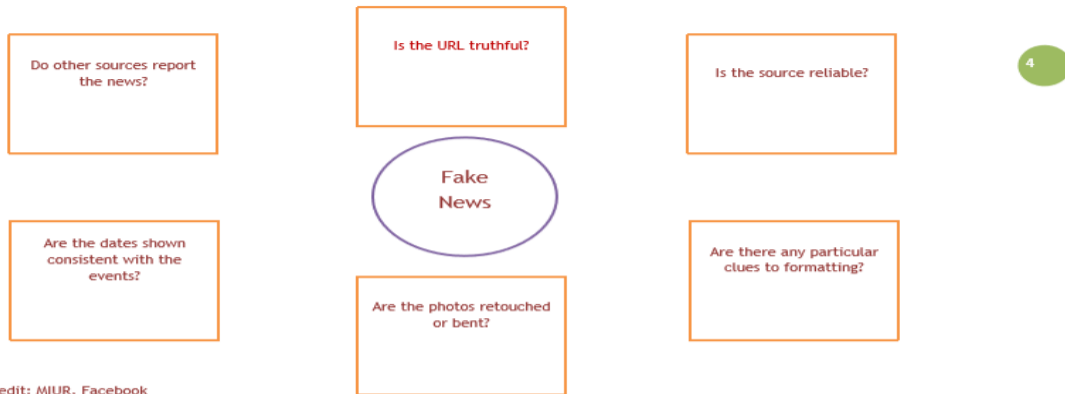 Is the URL truthful?
Do other sources report
the news?
Is the source reliable?
4
Fake
News
Are the dates shown
consistent with the
events?
Are there any particular
clues to formatting?
Are the photos retouched
or bent?
edit: MIUR, Facebook